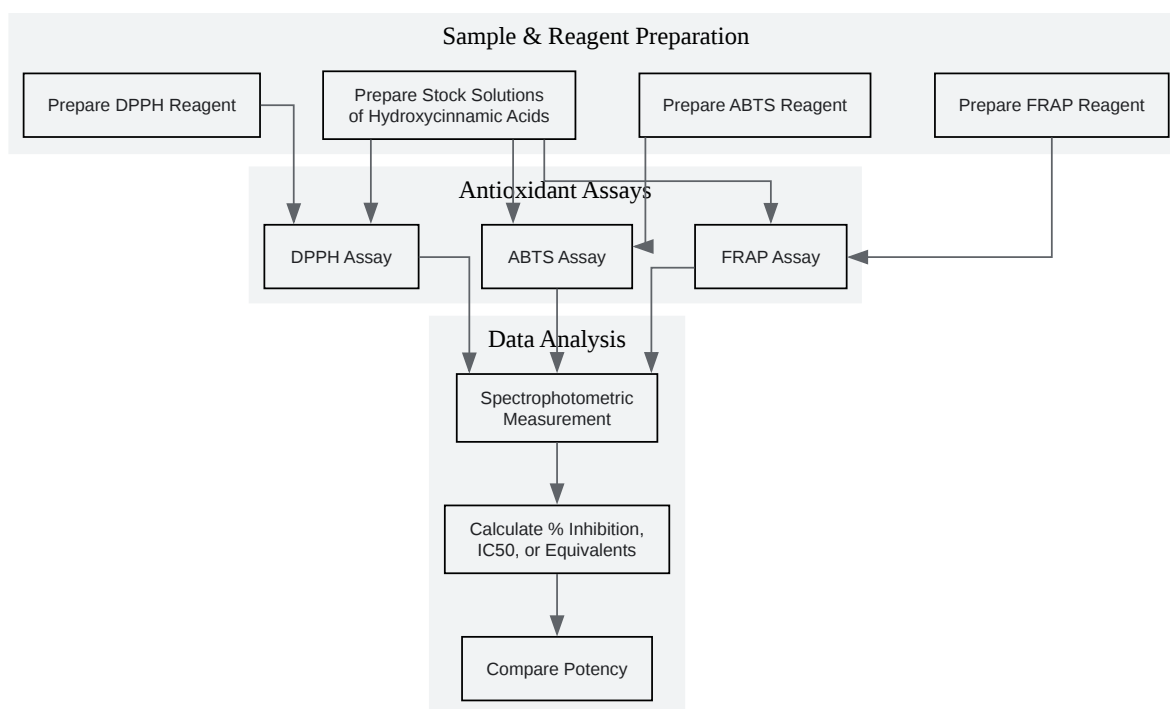 Sample & Reagent Preparation
Prepare DPPH Reagent
Prepare Stock Solutions
of Hydroxycinnamic Acids
Prepare ABTS Reagent
Prepare FRAP Reagent
Antioxidant Assays
DPPH Assay
ABTS Assay
FRAP Assay
Data Analysis
Spectrophotometric
Measurement
Calculate % Inhibition,
IC50, or Equivalents
Compare Potency